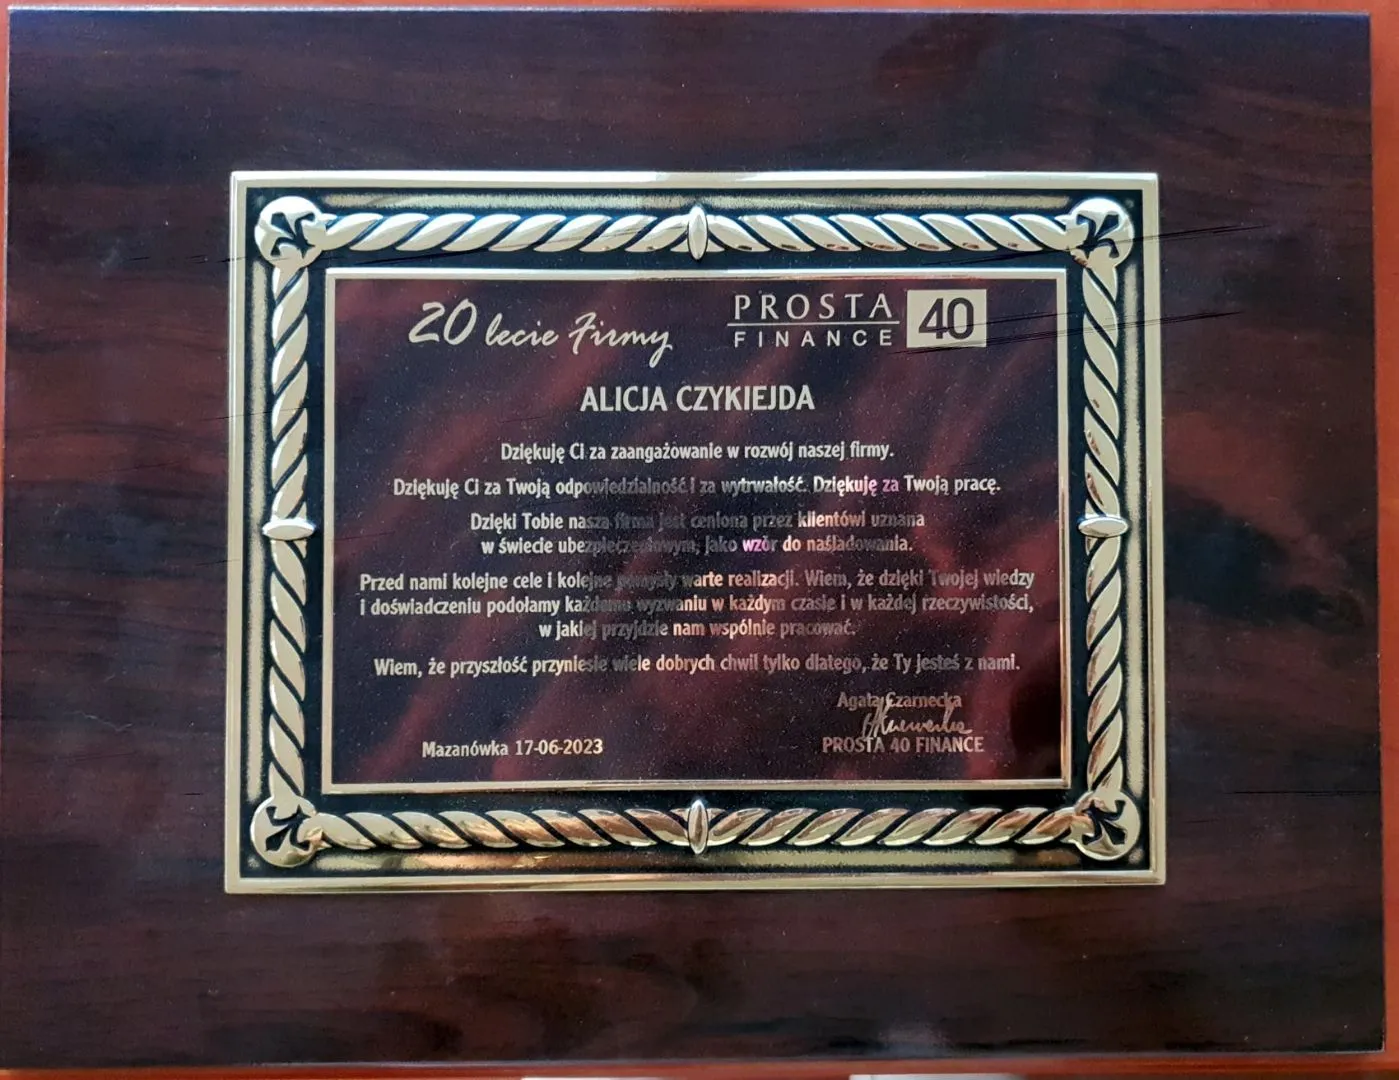 20 lecie Firmy
PROSTA 40
FINANCE
ALICJA CZYKIEJDA
Dziękuję Ci za zaangażowanie w rozwój naszej firmy.
Dziękuję Ci za Twoją odpowiedzialność i za wytrwałość. Dziękuję za Twoją pracę.
Dzięki Tobie nasza firma jest ceniona przez klientówi uznana
w świecie ubezpieczeniowym, jako wzór do naśladowania.
Przed nami kolejne cele i kolejne pomysły warte realizacji. Wiem, że dzięki Twojej wiedzy
i doświadczeniu podołamy każdemu wyzwaniu w każdym czasie i w każdej rzeczywistości,
w jakiej przyjdzie nam wspólnie pracować.
Wiem, że przyszłość przyniesie wiele dobrych chwil tylko dlatego, że Ty jesteś z nami.
Agata Czarnecka
Mazanówka 17-06-2023
PROSTA 40 FINANCE